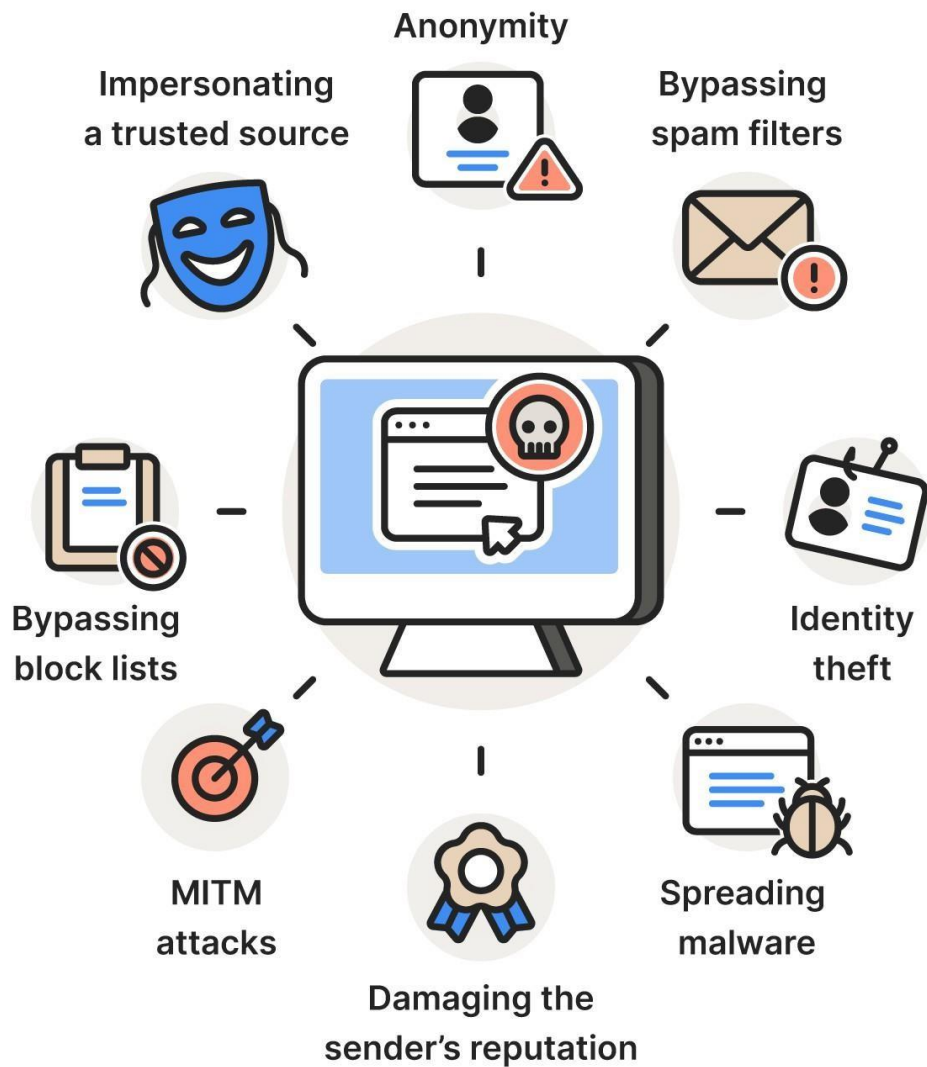 Anonymity
Impersonating
a trusted source
Bypassing
spam filters
Bypassing
block lists
Identity
theft
MITM
attacks
Spreading
malware
Damaging the
sender's reputation